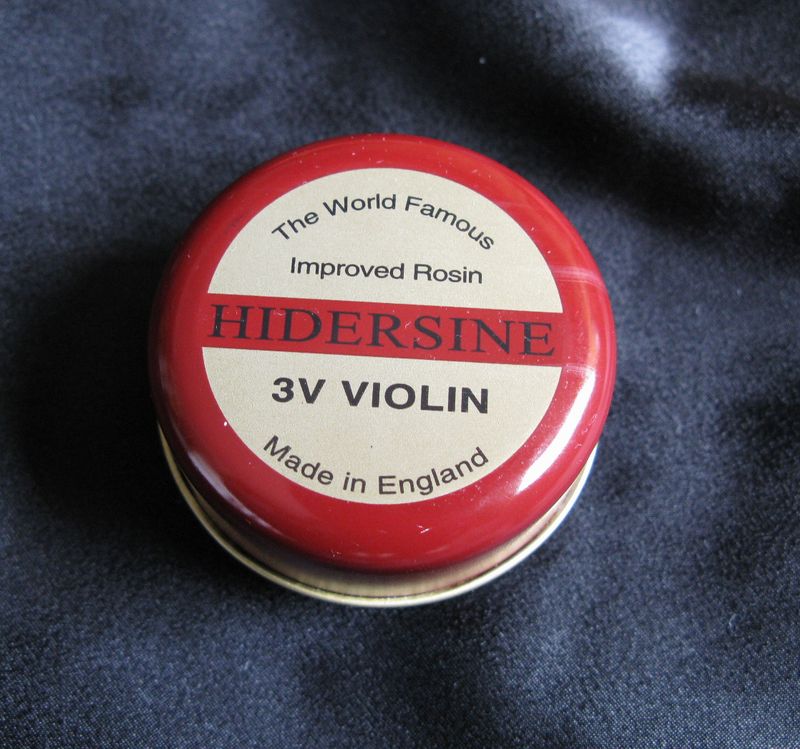 The World Famous
Improved Rosin
HIDERSINE
3V VIOLIN
Made in England